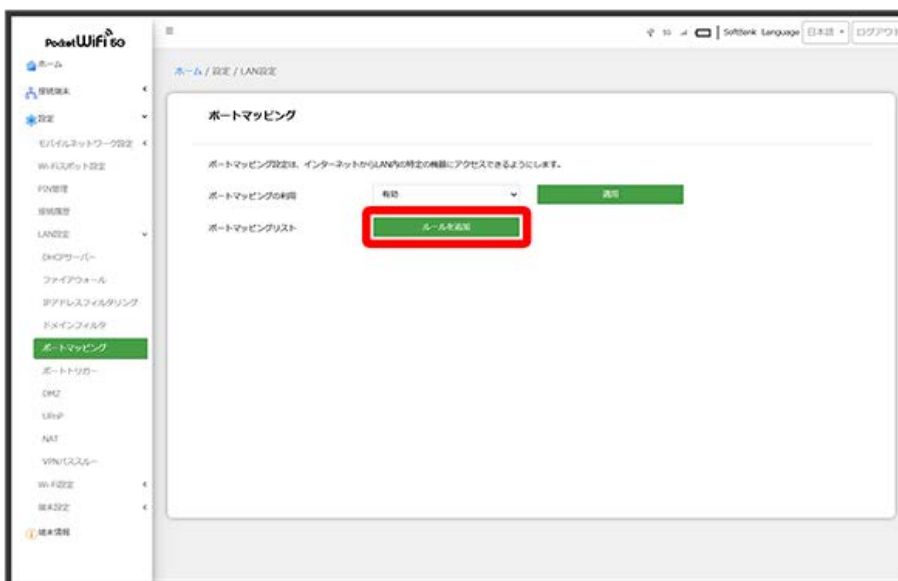 Pocket WiFi 5G
5G
SoftBank Language 日本語 ログアウト
ホーム
接続端末
設定
モバイルネットワーク設定
Wi-Fiスポット設定
PIN管理
接続履歴
LAN設定
DHCPサーバー
ファイアウォール
IPアドレスフィルタリング
ドメインフィルタ
ポートマッピング
ポートトリガー
DMZ
UPnP
NAT
VPNパススルー
Wi-Fi設定
端末設定
端末情報
ホーム / 設定 / LAN設定
ポートマッピング
ポートマッピング設定は、インターネットからLAN内の特定の機器にアクセスできるようにします。
ポートマッピングの利用 有効 適用
ポートマッピングリスト ルールを追加